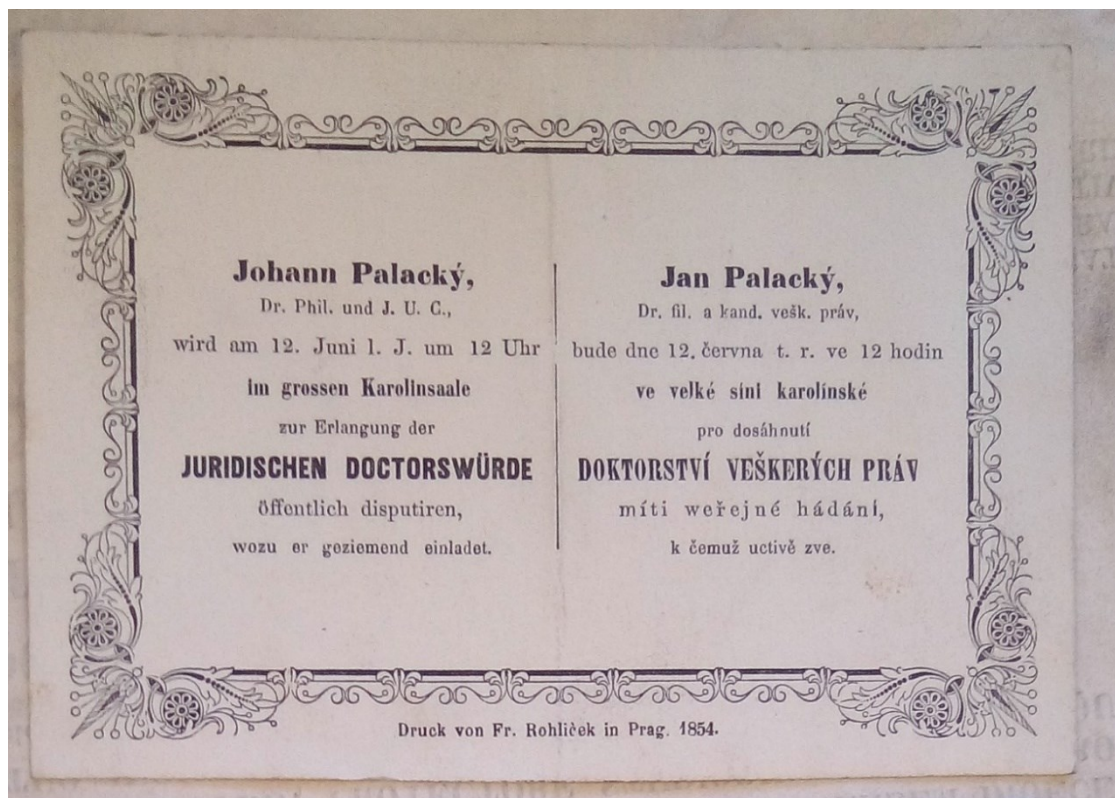 Johann Palacký,
Dr. Phil. und J. U. C.,
wird am 12. Juni l. J. um 12 Uhr
im grossen Karolinsaale
zur Erlangung der
JURIDISCHEN DOCTORSWÜRDE
öffentlich disputiren,
wozu er geziemend einladet.
Jan Palacký,
Dr. fil. a kand. vešk. práv,
bude dne 12. června t. r. ve 12 hodin
ve velké síni karolínské
pro dosáhnutí
DOKTORSTVÍ VEŠKERÝCH PRÁV
míti weřejné hádání,
k čemuž uctivě zve.
Druck von Fr. Rohliček in Prag. 1854.